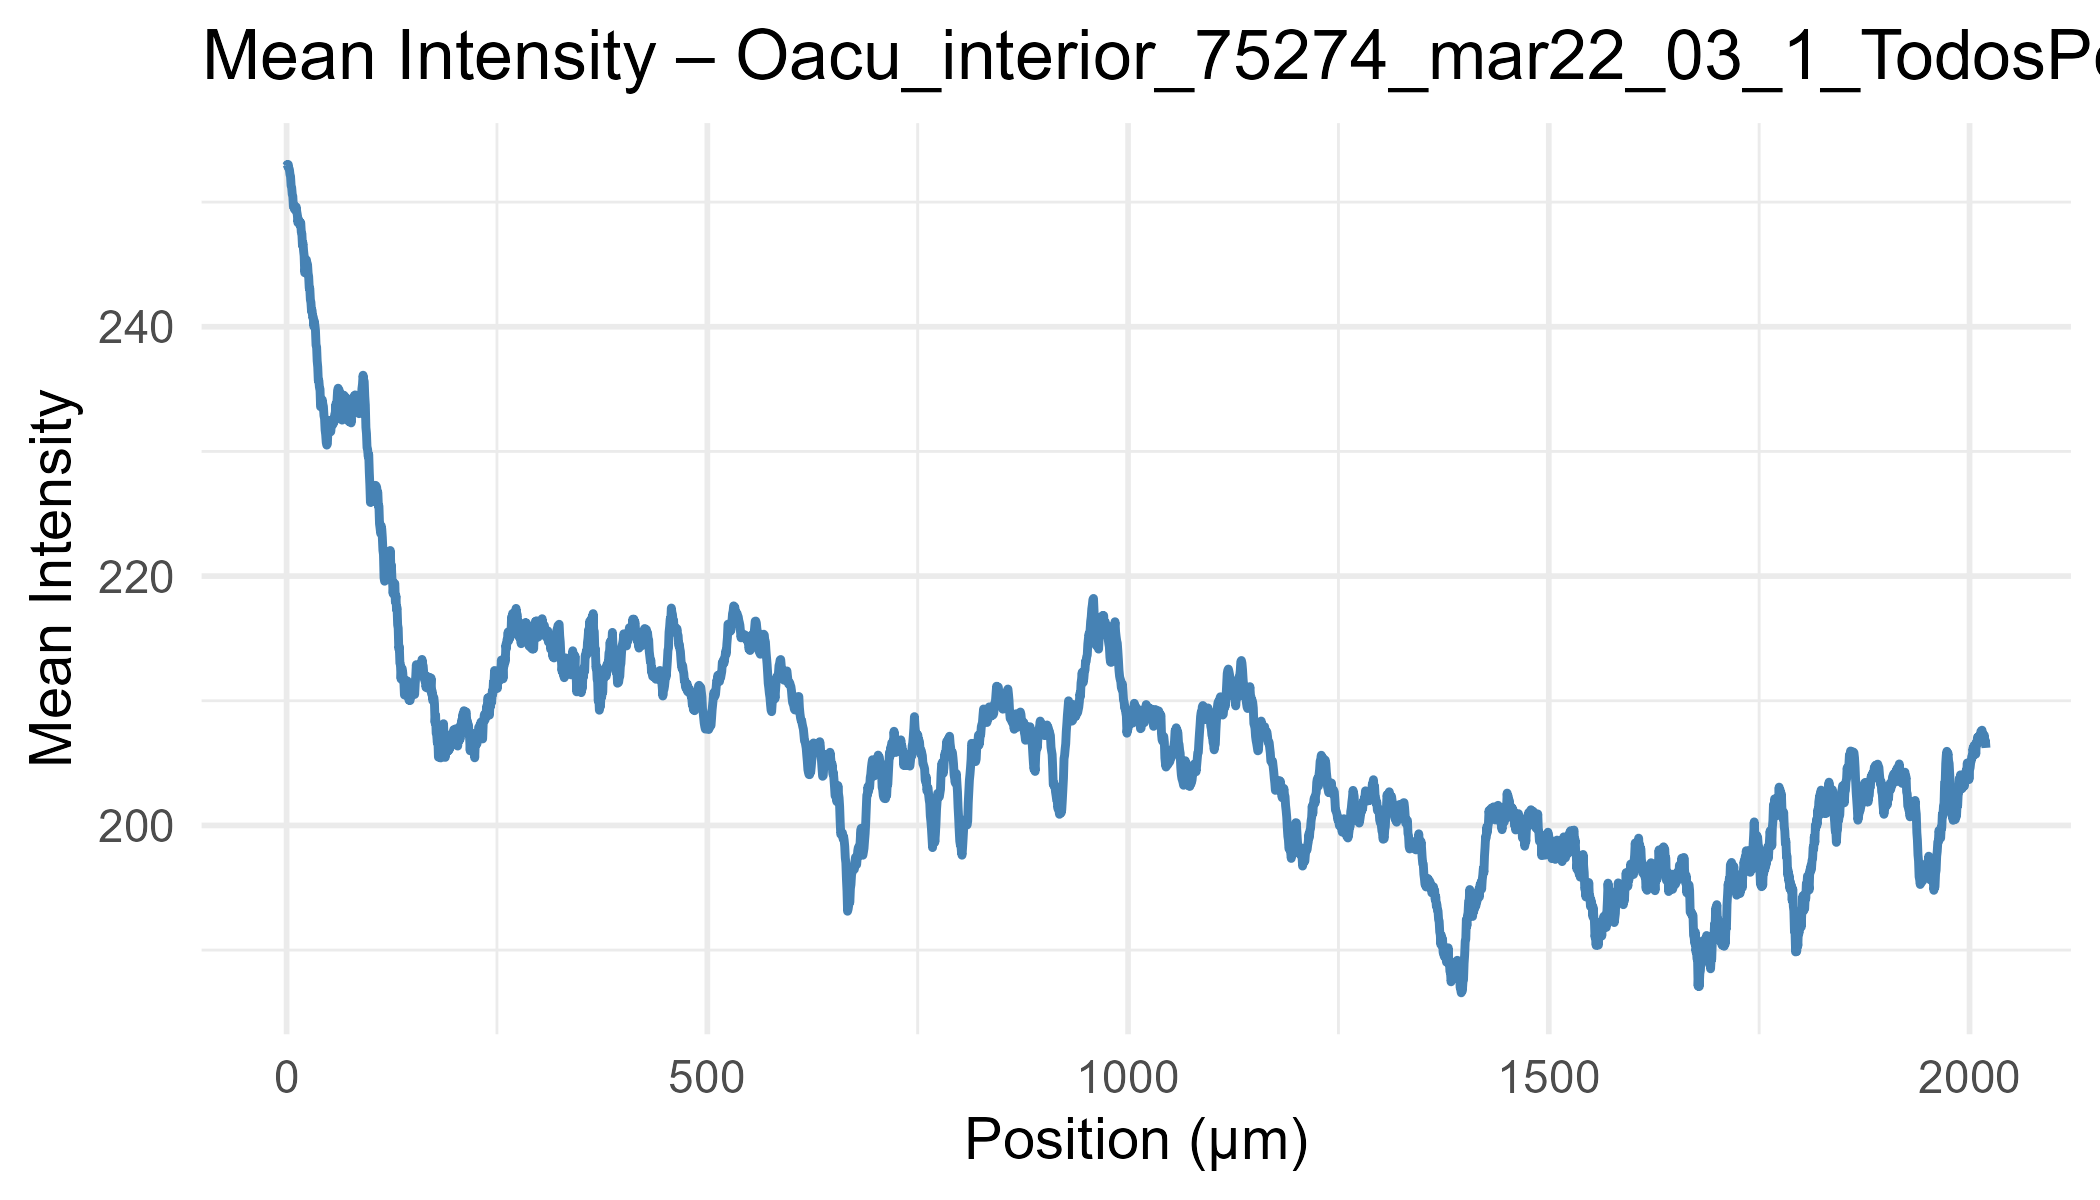 Mean Intensity – Oacu_interior_75274_mar22_03_1_TodosP
Mean Intensity
240
220
200
0 500 1000 1500 2000
Position (µm)